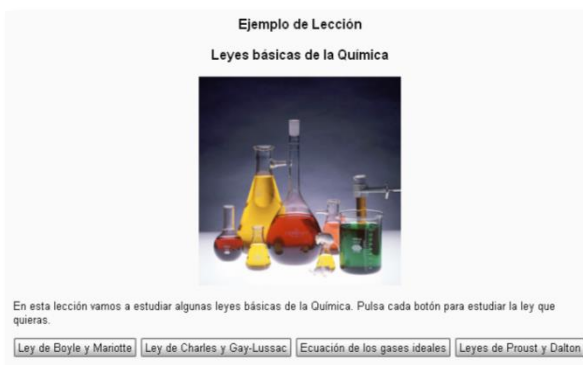 Ejemplo de Lección
Leyes básicas de la Química
En esta lección vamos a estudiar algunas leyes básicas de la Química. Pulsa cada botón para estudiar la ley que
quieras.
Ley de Boyle y Mariotte Ley de Charles y Gay-Lussac Ecuación de los gases ideales Leyes de Proust y Dalton